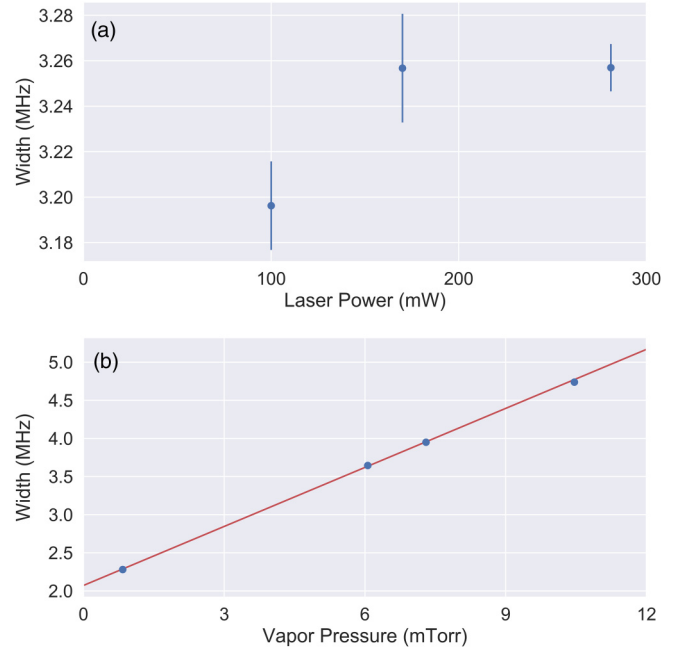 (a)
3.28
3.26
3.24
3.22
3.20
3.18
Width (MHz)
0 100 200 300
Laser Power (mW)
(b)
5.0
4.5
4.0
3.5
3.0
2.5
2.0
Width (MHz)
0 3 6 9 12
Vapor Pressure (mTorr)